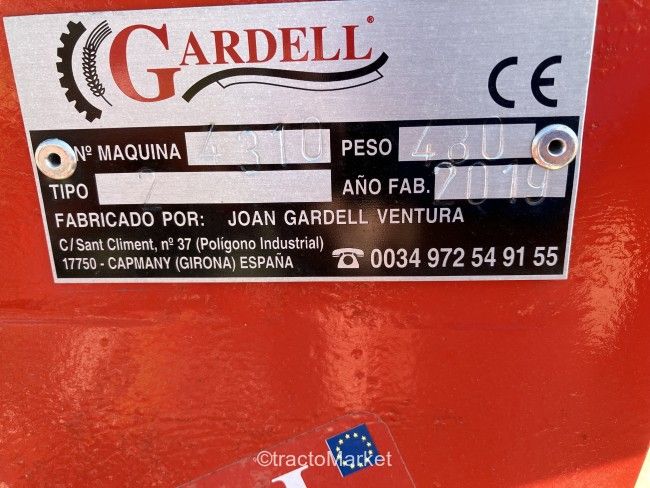 GARDELL®
CE
Nº MAQUINA 4310 PESO 480
TIPO 2 AÑO FAB. 2019
FABRICADO POR: JOAN GARDELL VENTURA
C/Sant Climent, nº 37 (Polígono Industrial)
17750 - CAPMANY (GIRONA) ESPAÑA ☎ 0034 972 54 91 55
©tractoMarket